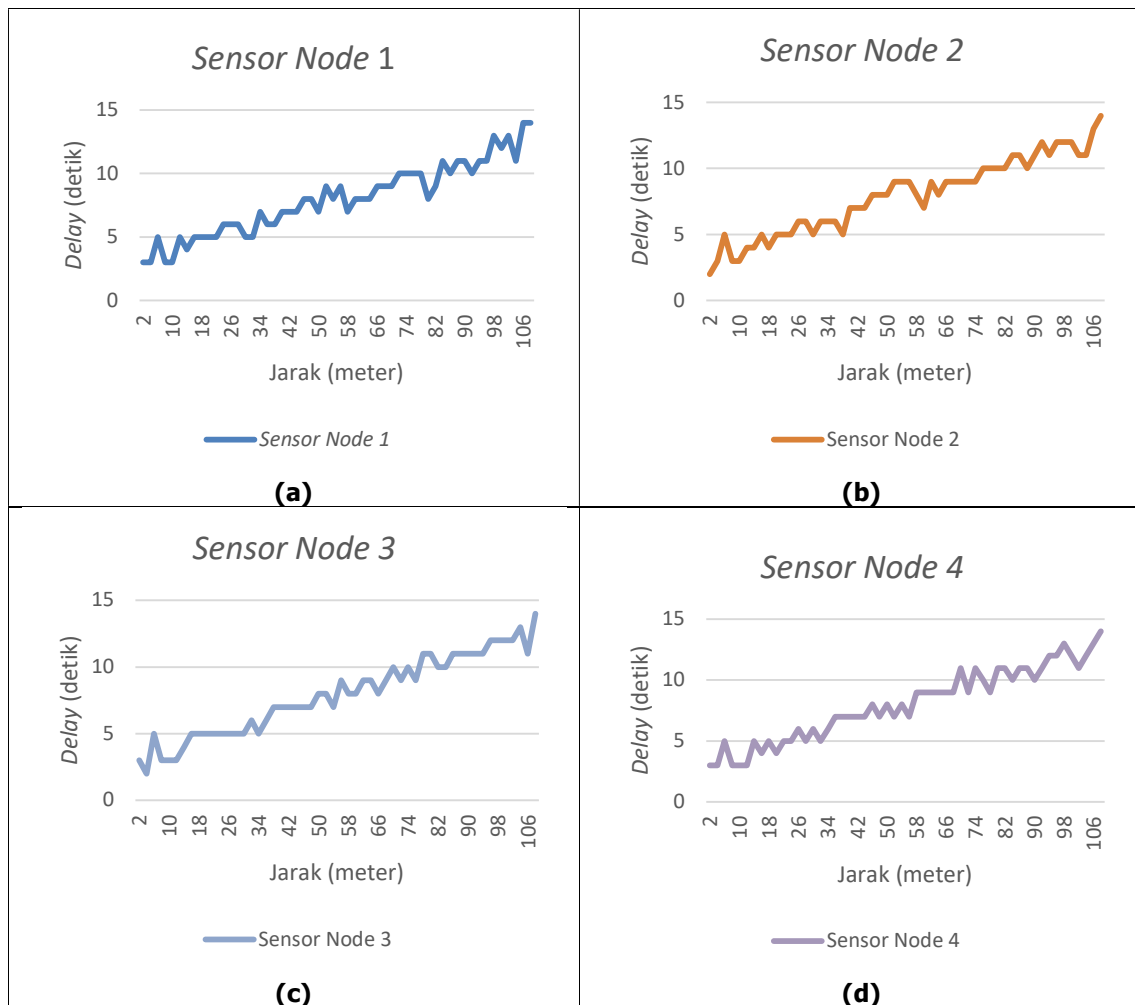 Sensor Node 1
15
10
5
0
Delay (detik)
2 10 18 26 34 42 50 58 66 74 82 90 98 106
Jarak (meter)
Sensor Node 1
(a)
Sensor Node 2
15
10
5
0
Delay (detik)
2 10 18 26 34 42 50 58 66 74 82 90 98 106
Jarak (meter)
Sensor Node 2
(b)
Sensor Node 3
15
10
5
0
Delay (detik)
2 10 18 26 34 42 50 58 66 74 82 90 98 106
Jarak (meter)
Sensor Node 3
(c)
Sensor Node 4
15
10
5
0
Delay (detik)
2 10 18 26 34 42 50 58 66 74 82 90 98 106
Jarak (meter)
Sensor Node 4
(d)